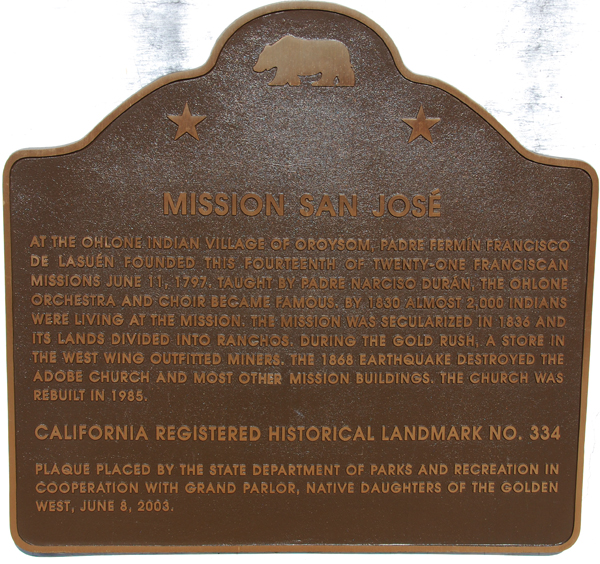 MISSION SAN JOSÉ
AT THE OHLONE INDIAN VILLAGE OF OROYSOM, PADRE FERMÍN FRANCISCO
DE LASUÉN FOUNDED THIS FOURTEENTH OF TWENTY-ONE FRANCISCAN
MISSIONS JUNE 11, 1797. TAUGHT BY PADRE NARCISO DURÁN, THE OHLONE
ORCHESTRA AND CHOIR BECAME FAMOUS. BY 1830 ALMOST 2,000 INDIANS
WERE LIVING AT THE MISSION. THE MISSION WAS SECULARIZED IN 1836 AND
ITS LANDS DIVIDED INTO RANCHOS. DURING THE GOLD RUSH, A STORE IN
THE WEST WING OUTFITTED MINERS. THE 1868 EARTHQUAKE DESTROYED THE
ADOBE CHURCH AND MOST OTHER MISSION BUILDINGS. THE CHURCH WAS
REBUILT IN 1985.
CALIFORNIA REGISTERED HISTORICAL LANDMARK NO. 334
PLAQUE PLACED BY THE STATE DEPARTMENT OF PARKS AND RECREATION IN
COOPERATION WITH GRAND PARLOR, NATIVE DAUGHTERS OF THE GOLDEN
WEST, JUNE 8, 2003.